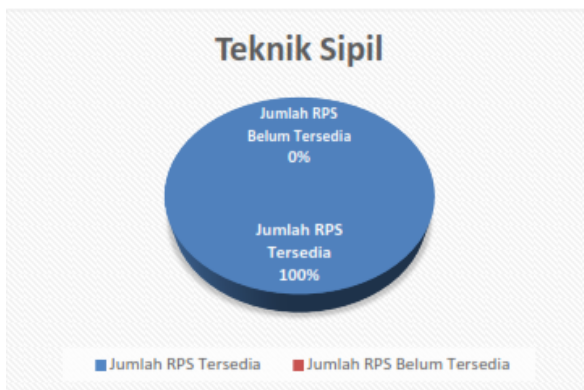 Teknik Sipil
Jumlah RPS
Belum Tersedia
0%
Jumlah RPS
Tersedia
100%
Jumlah RPS Tersedia
Jumlah RPS Belum Tersedia